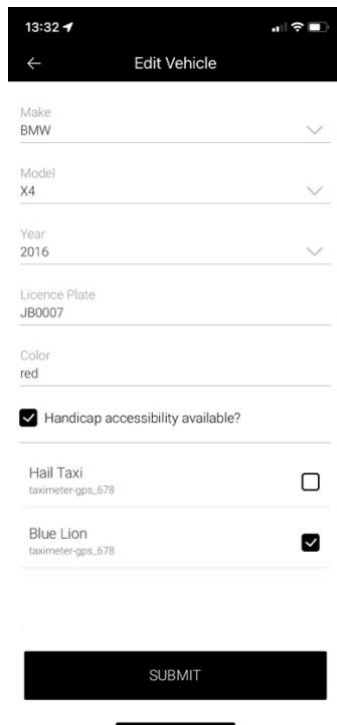 13:32
Edit Vehicle
Make
BMW
Model
X4
Year
2016
Licence Plate
JB0007
Color
red
Handicap accessibility available?
Hail Taxi
taximeter-gps_678
Blue Lion
taximeter-gps_678
SUBMIT